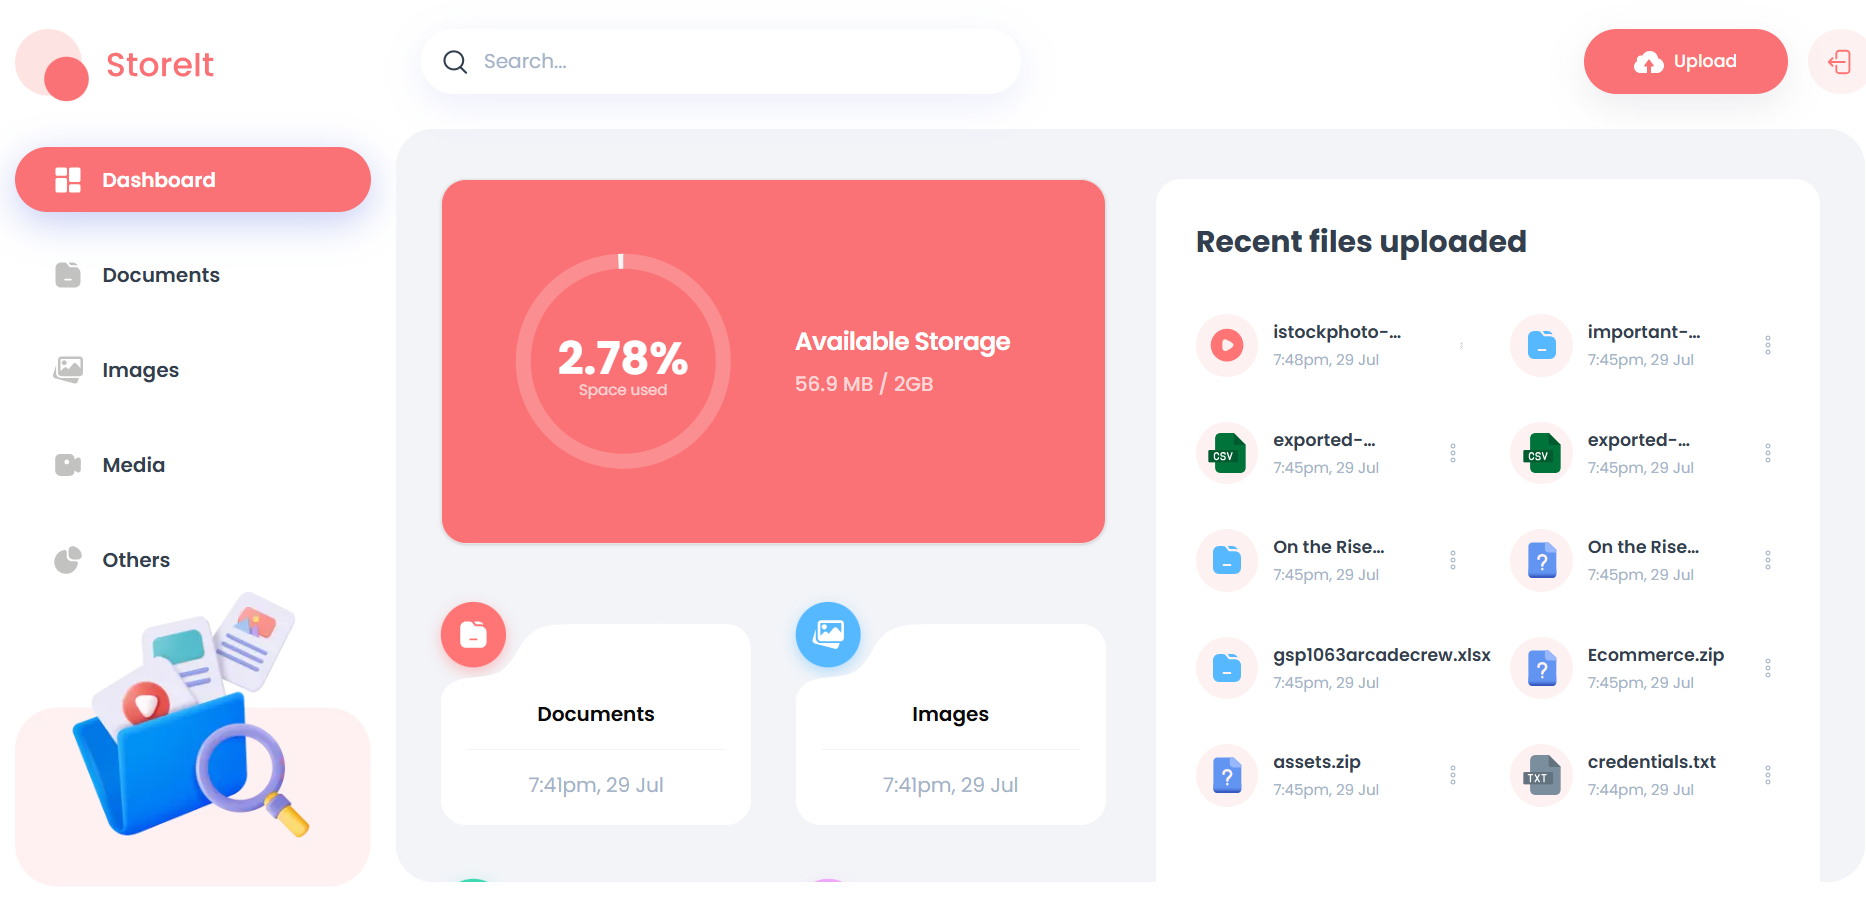 StoreIt
Search...
Upload
Dashboard
Documents
Images
Media
Others
2.78%
Space used
Available Storage
56.9 MB / 2GB
Documents
7:41pm, 29 Jul
Images
7:41pm, 29 Jul
Recent files uploaded
istockphoto-...
7:48pm, 29 Jul
important-...
7:45pm, 29 Jul
CSV
exported-...
7:45pm, 29 Jul
CSV
exported-...
7:45pm, 29 Jul
On the Rise...
7:45pm, 29 Jul
?
On the Rise...
7:45pm, 29 Jul
gsp1063arcadecrew.xlsx
7:45pm, 29 Jul
?
Ecommerce.zip
7:45pm, 29 Jul
?
assets.zip
7:45pm, 29 Jul
TXT
credentials.txt
7:44pm, 29 Jul